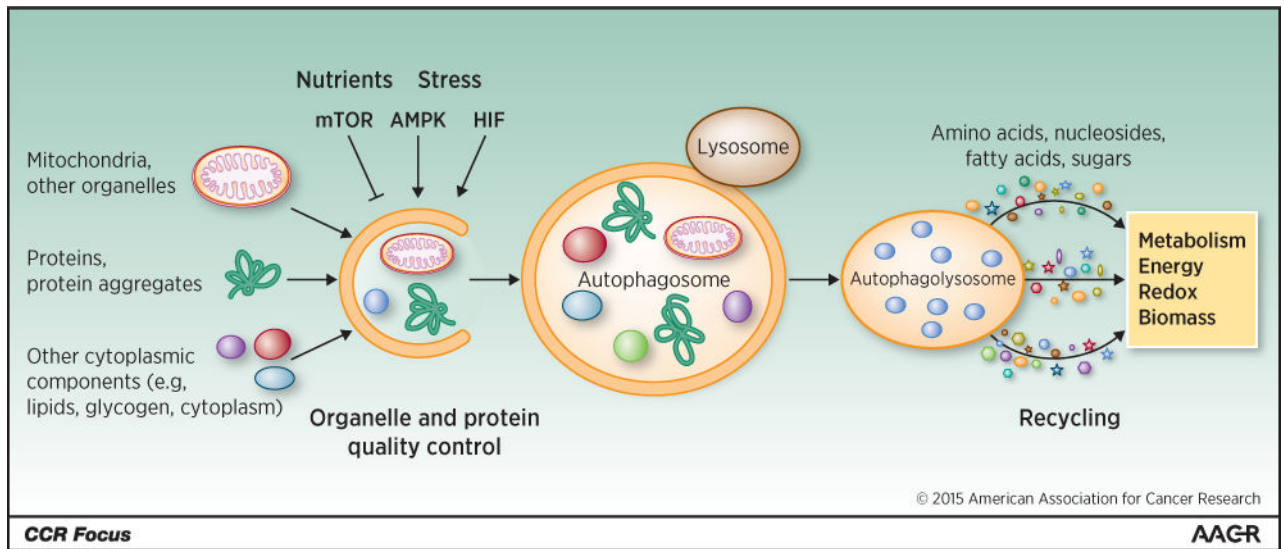 Nutrients Stress
mTOR AMPK HIF
Mitochondria,
other organelles
Proteins,
protein aggregates
Other cytoplasmic
components (e.g,
lipids, glycogen, cytoplasm)
Organelle and protein
quality control
Lysosome
Autophagosome
Autophagolysosome
Amino acids, nucleosides,
fatty acids, sugars
Metabolism
Energy
Redox
Biomass
Recycling
© 2015 American Association for Cancer Research
CCR Focus
AACR